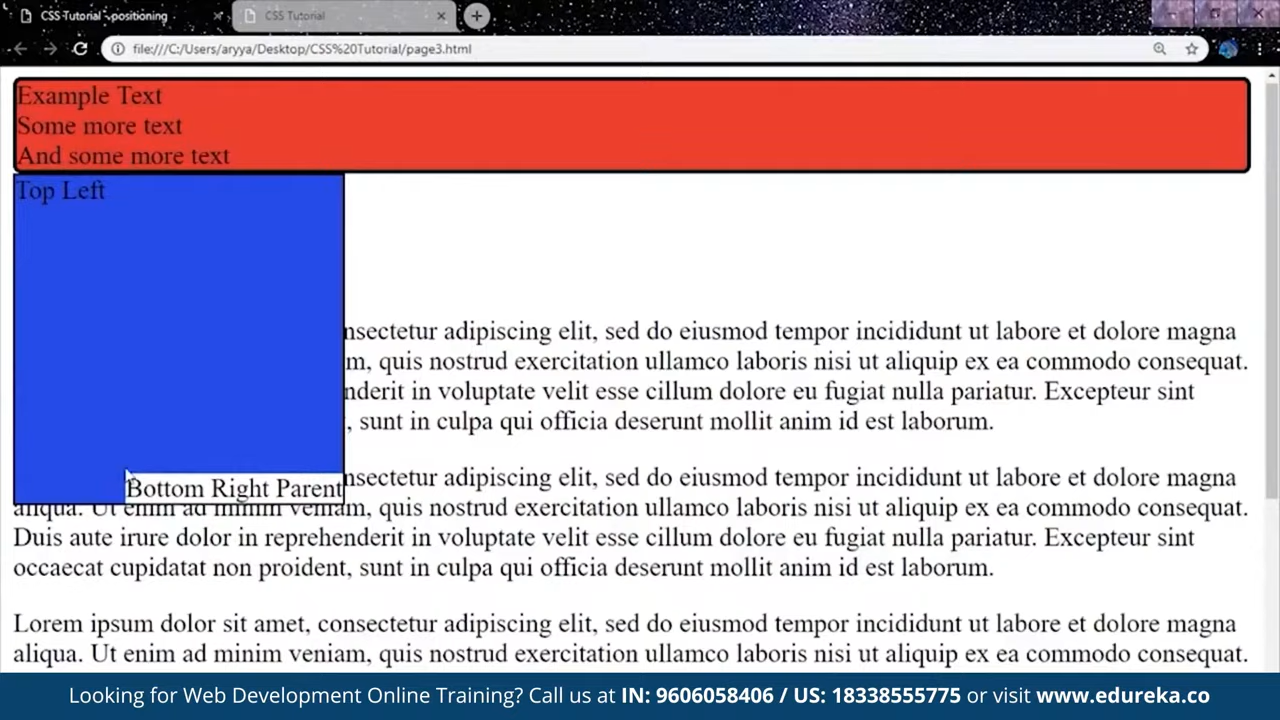 CSS Tutorial - positioning
CSS Tutorial
file:///C:/Users/aryya/Desktop/CSS%20Tutorial/page3.html
Example Text
Some more text
And some more text
Top Left
nsectetur adipiscing elit, sed do eiusmod tempor incididunt ut labore et dolore magna
m, quis nostrud exercitation ullamco laboris nisi ut aliquip ex ea commodo consequat.
nderit in voluptate velit esse cillum dolore eu fugiat nulla pariatur. Excepteur sint
, sunt in culpa qui officia deserunt mollit anim id est laborum.
nsectetur adipiscing elit, sed do eiusmod tempor incididunt ut labore et dolore magna
Bottom Right Parent
aliqua. Ut enim ad minim veniam, quis nostrud exercitation ullamco laboris nisi ut aliquip ex ea commodo consequat.
Duis aute irure dolor in reprehenderit in voluptate velit esse cillum dolore eu fugiat nulla pariatur. Excepteur sint
occaecat cupidatat non proident, sunt in culpa qui officia deserunt mollit anim id est laborum.
Lorem ipsum dolor sit amet, consectetur adipiscing elit, sed do eiusmod tempor incididunt ut labore et dolore magna
aliqua. Ut enim ad minim veniam, quis nostrud exercitation ullamco laboris nisi ut aliquip ex ea commodo consequat.
Looking for Web Development Online Training? Call us at IN: 9606058406 / US: 18338555775 or visit www.edureka.co